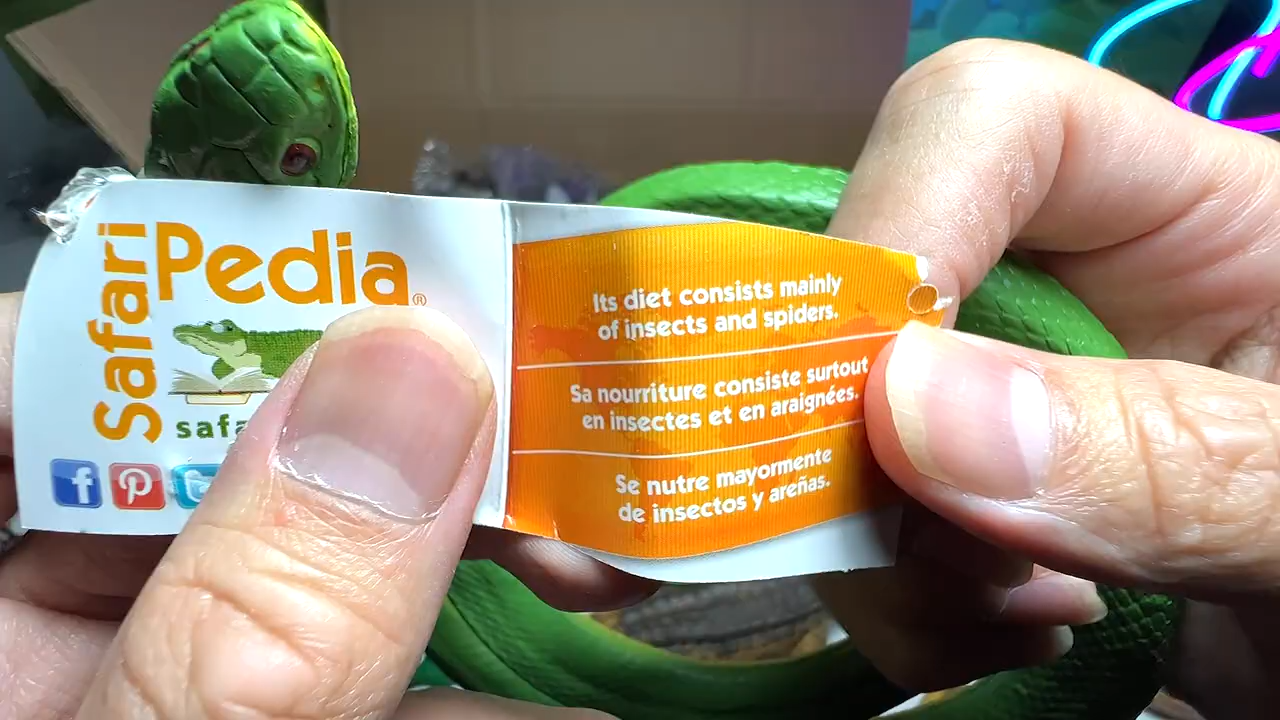 Safari
Pedia®
Its diet consists mainly
of insects and spiders.
Sa nourriture consiste surtout
en insectes et en araignées.
Se nutre mayormente
de insectos y areñas.